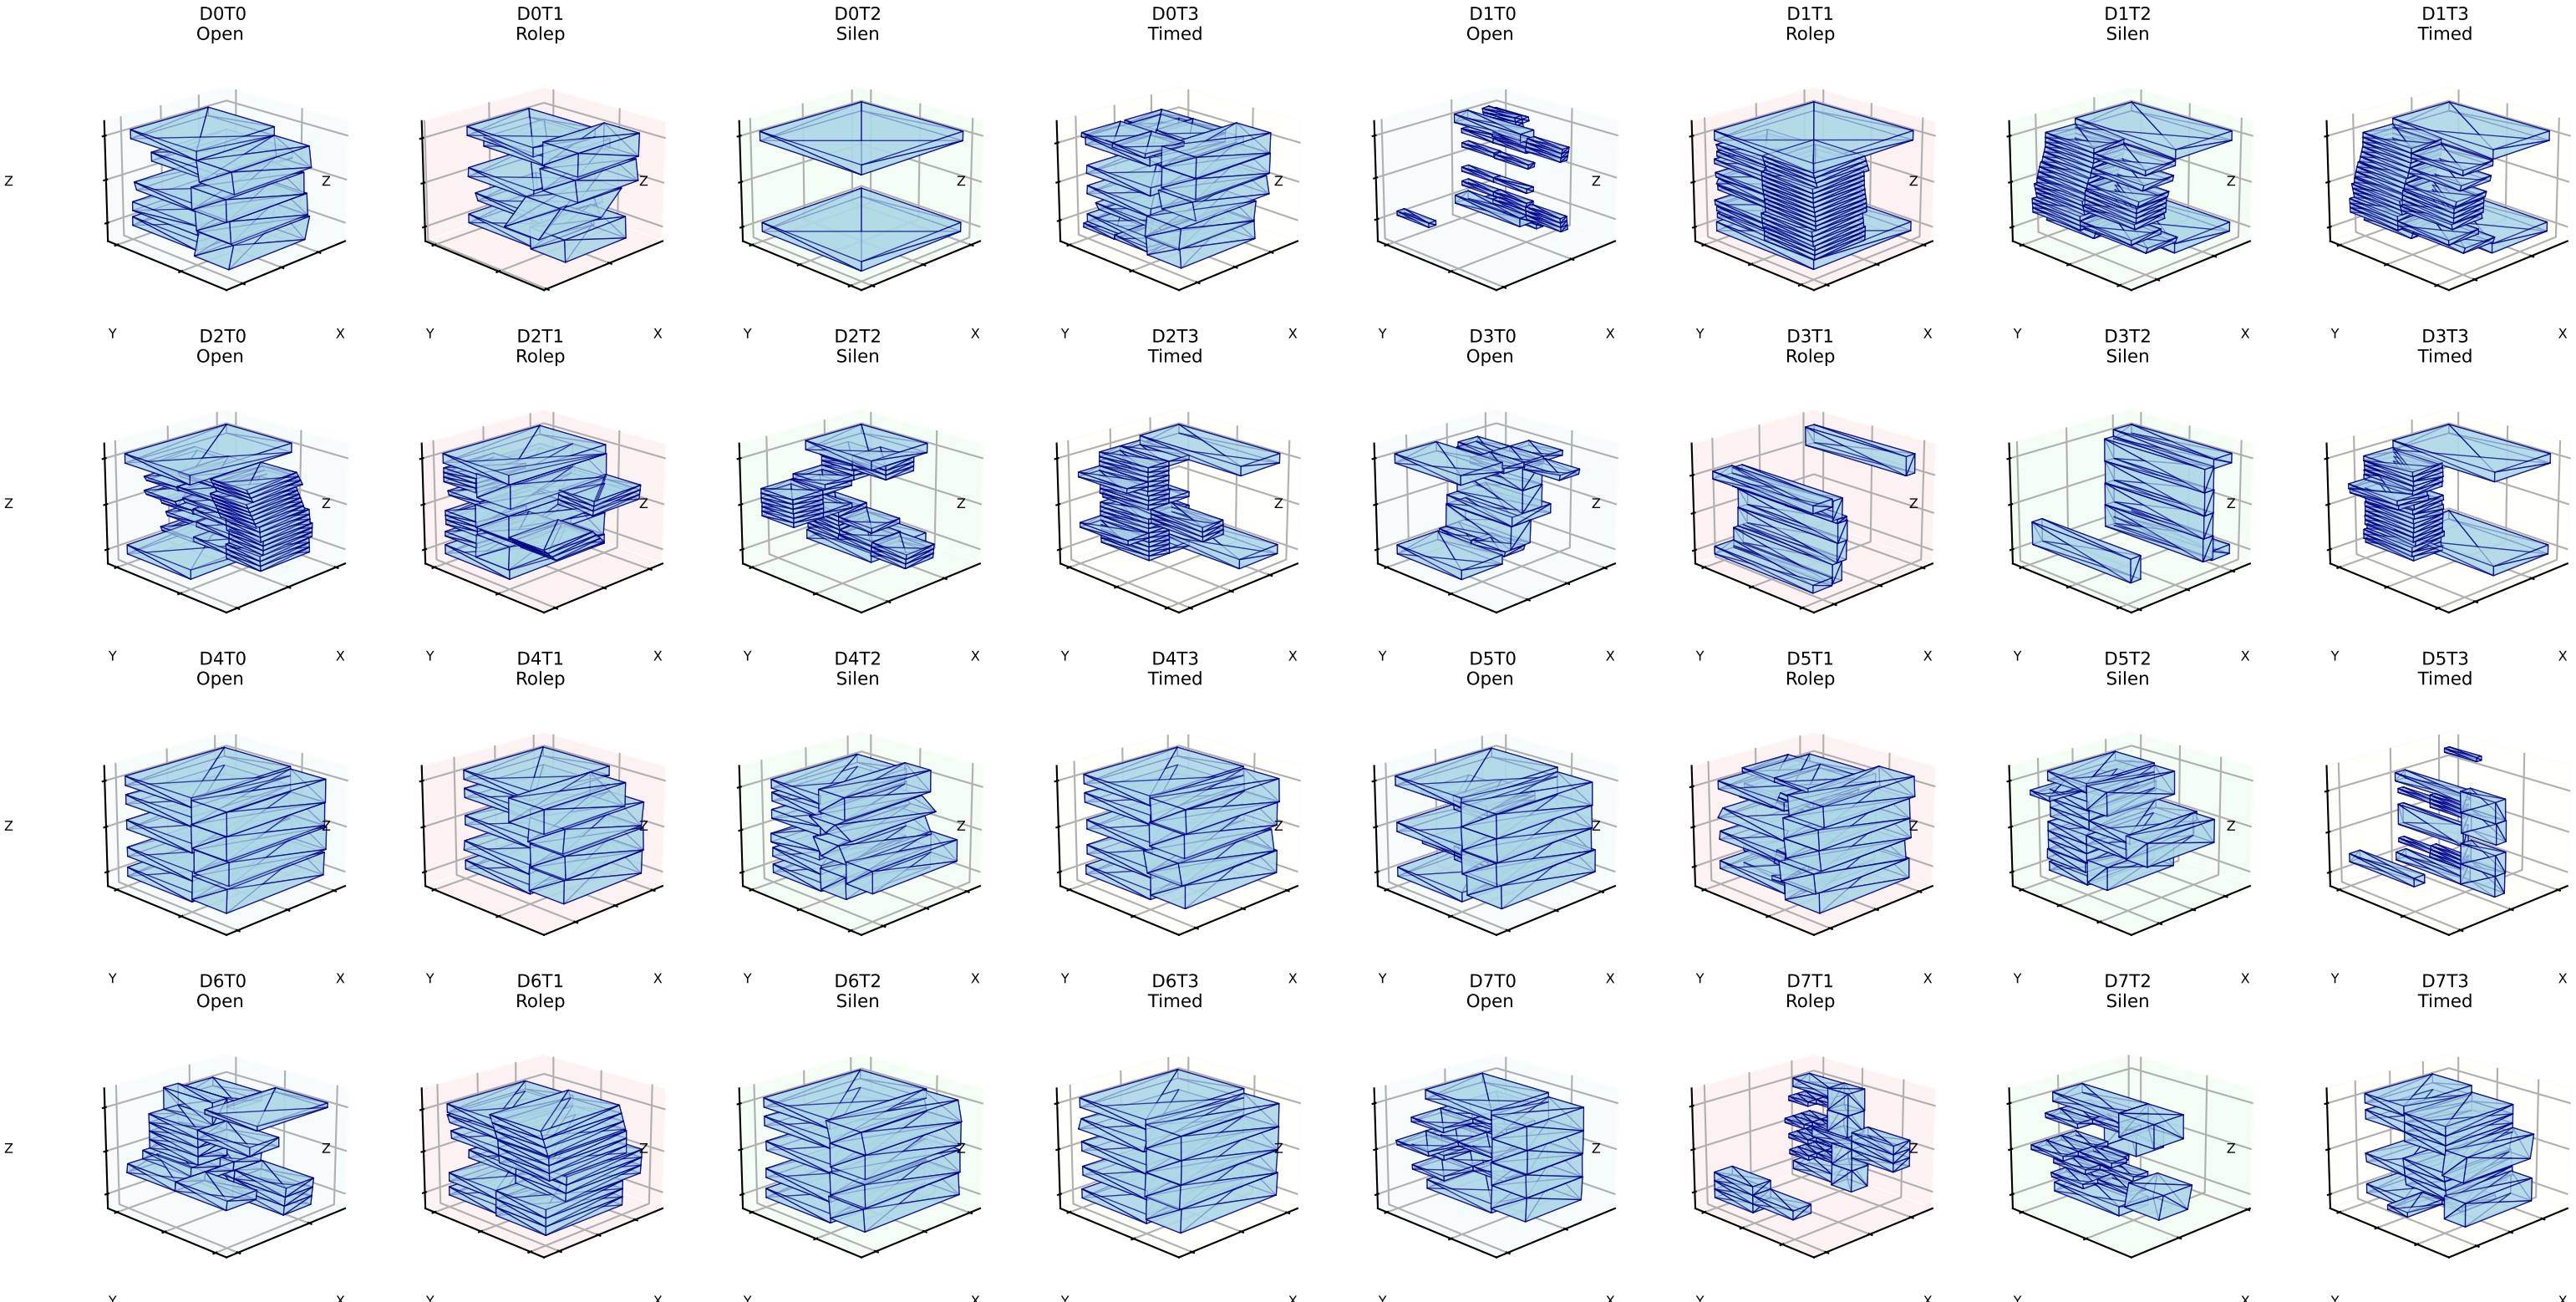 D0T0 D0T1 D0T2 D0T3 D1T0 D1T1 D1T2 D1T3
Open Rolep Silen Timed Open Rolep Silen Timed
Z Z Z Z Z Z Z Z
Y X Y X Y X Y X Y X Y X Y X Y X
D2T0 D2T1 D2T2 D2T3 D3T0 D3T1 D3T2 D3T3
Open Rolep Silen Timed Open Rolep Silen Timed
Z Z Z Z Z Z Z Z
Y X Y X Y X Y X Y X Y X Y X Y X
D4T0 D4T1 D4T2 D4T3 D5T0 D5T1 D5T2 D5T3
Open Rolep Silen Timed Open Rolep Silen Timed
Z Z Z Z Z Z Z Z
Y X Y X Y X Y X Y X Y X Y X Y X
D6T0 D6T1 D6T2 D6T3 D7T0 D7T1 D7T2 D7T3
Open Rolep Silen Timed Open Rolep Silen Timed
Z Z Z Z Z Z Z Z
Y X Y X Y X Y X Y X Y X Y X Y X